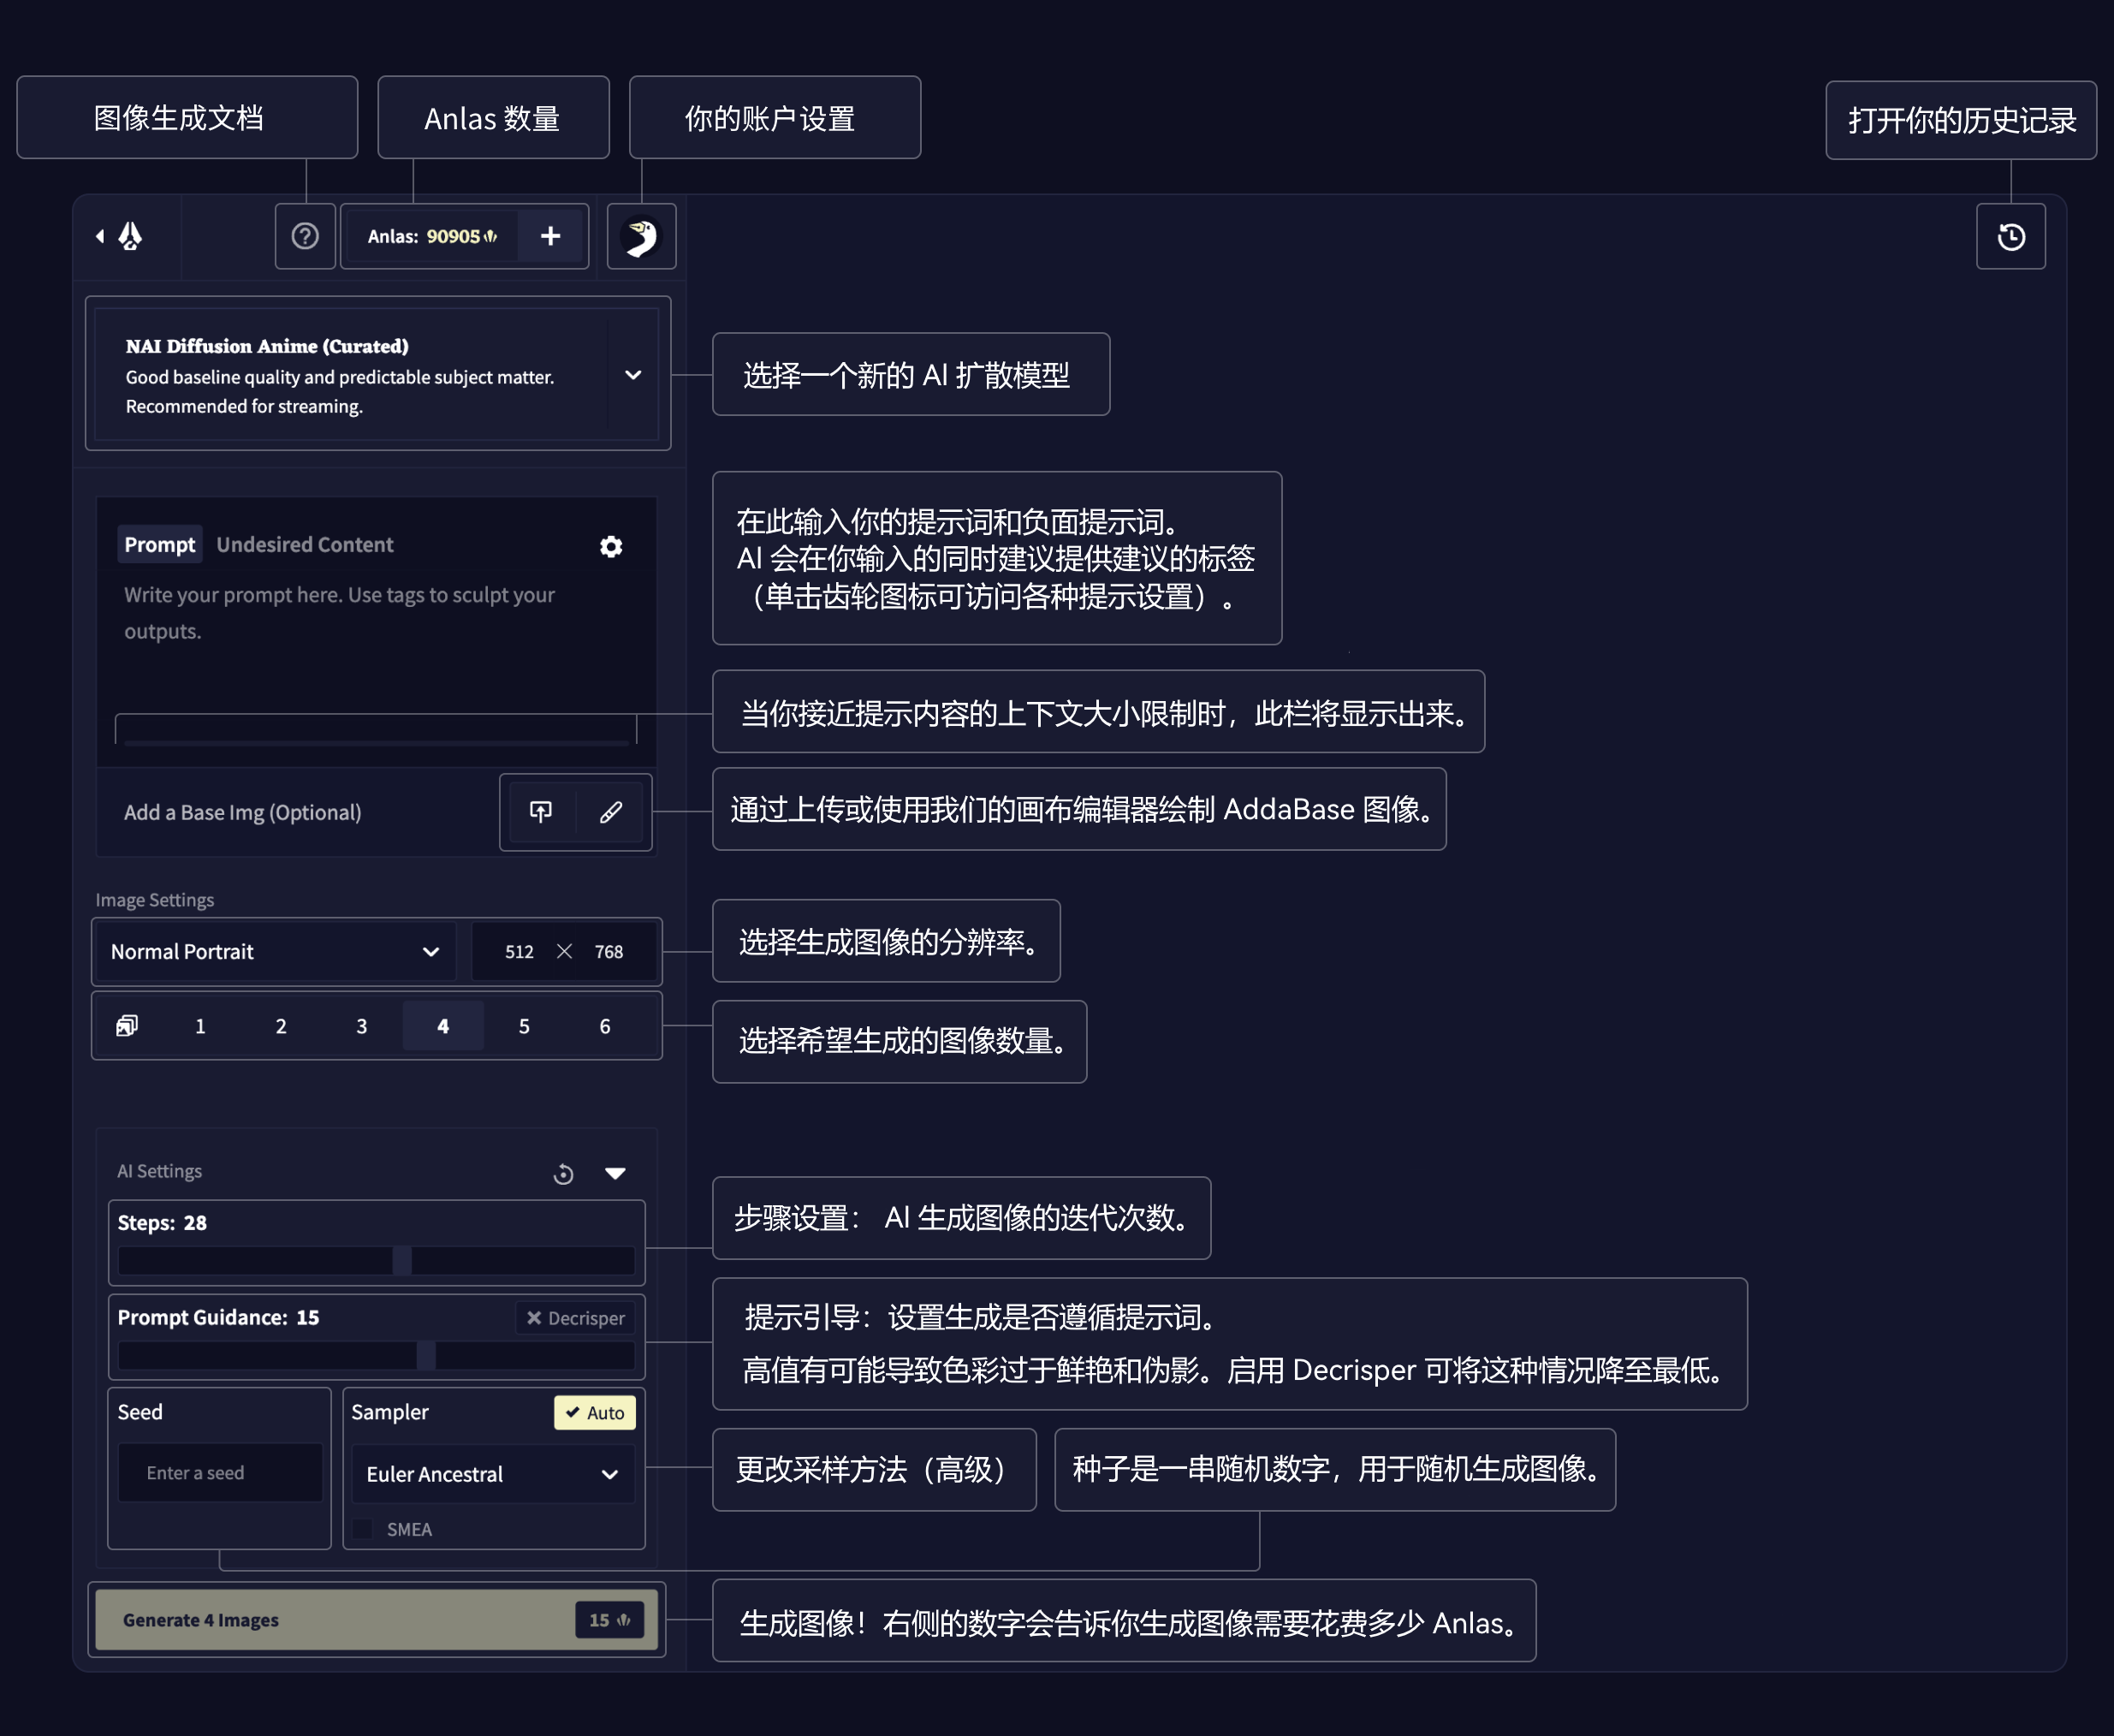 图像生成文档
Anlas 数量
你的账户设置
打开你的历史记录
Anlas: 90905
NAI Diffusion Anime (Curated)
Good baseline quality and predictable subject matter.
Recommended for streaming.
选择一个新的 AI 扩散模型
Prompt Undesired Content
Write your prompt here. Use tags to sculpt your
outputs.
在此输入你的提示词和负面提示词。
AI 会在你输入的同时建议提供建议的标签
（单击齿轮图标可访问各种提示设置）。
当你接近提示内容的上下文大小限制时，此栏将显示出来。
Add a Base Img (Optional)
通过上传或使用我们的画布编辑器绘制 AddaBase 图像。
Image Settings
Normal Portrait 512 × 768
选择生成图像的分辨率。
1 2 3 4 5 6
选择希望生成的图像数量。
AI Settings
Steps: 28
步骤设置： AI 生成图像的迭代次数。
Prompt Guidance: 15 Decrisper
提示引导：设置生成是否遵循提示词。
高值有可能导致色彩过于鲜艳和伪影。启用 Decrisper 可将这种情况降至最低。
Seed
Enter a seed
Sampler Auto
Euler Ancestral
SMEA
更改采样方法（高级）
种子是一串随机数字，用于随机生成图像。
Generate 4 Images 15
生成图像！右侧的数字会告诉你生成图像需要花费多少 Anlas。